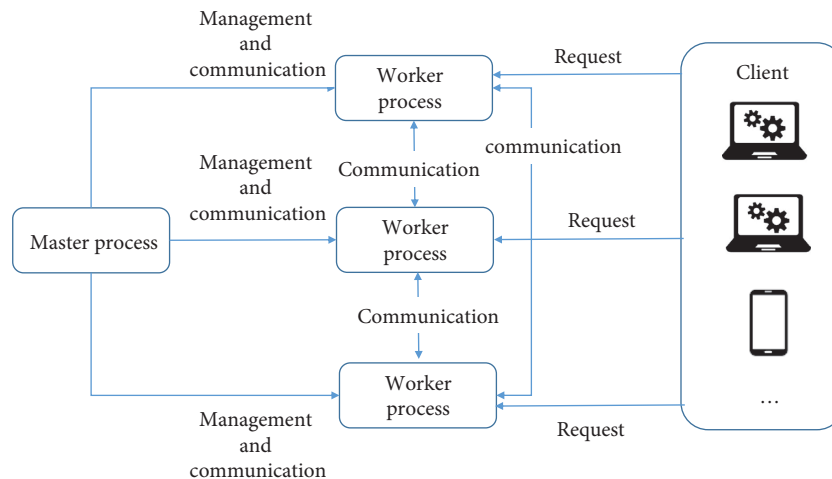 Management
and
communication
Worker
process
Request
Client
communication
Communication
Management
and
communication
Master process
Worker
process
Request
Communication
Worker
process
Management
and
communication
Request
...